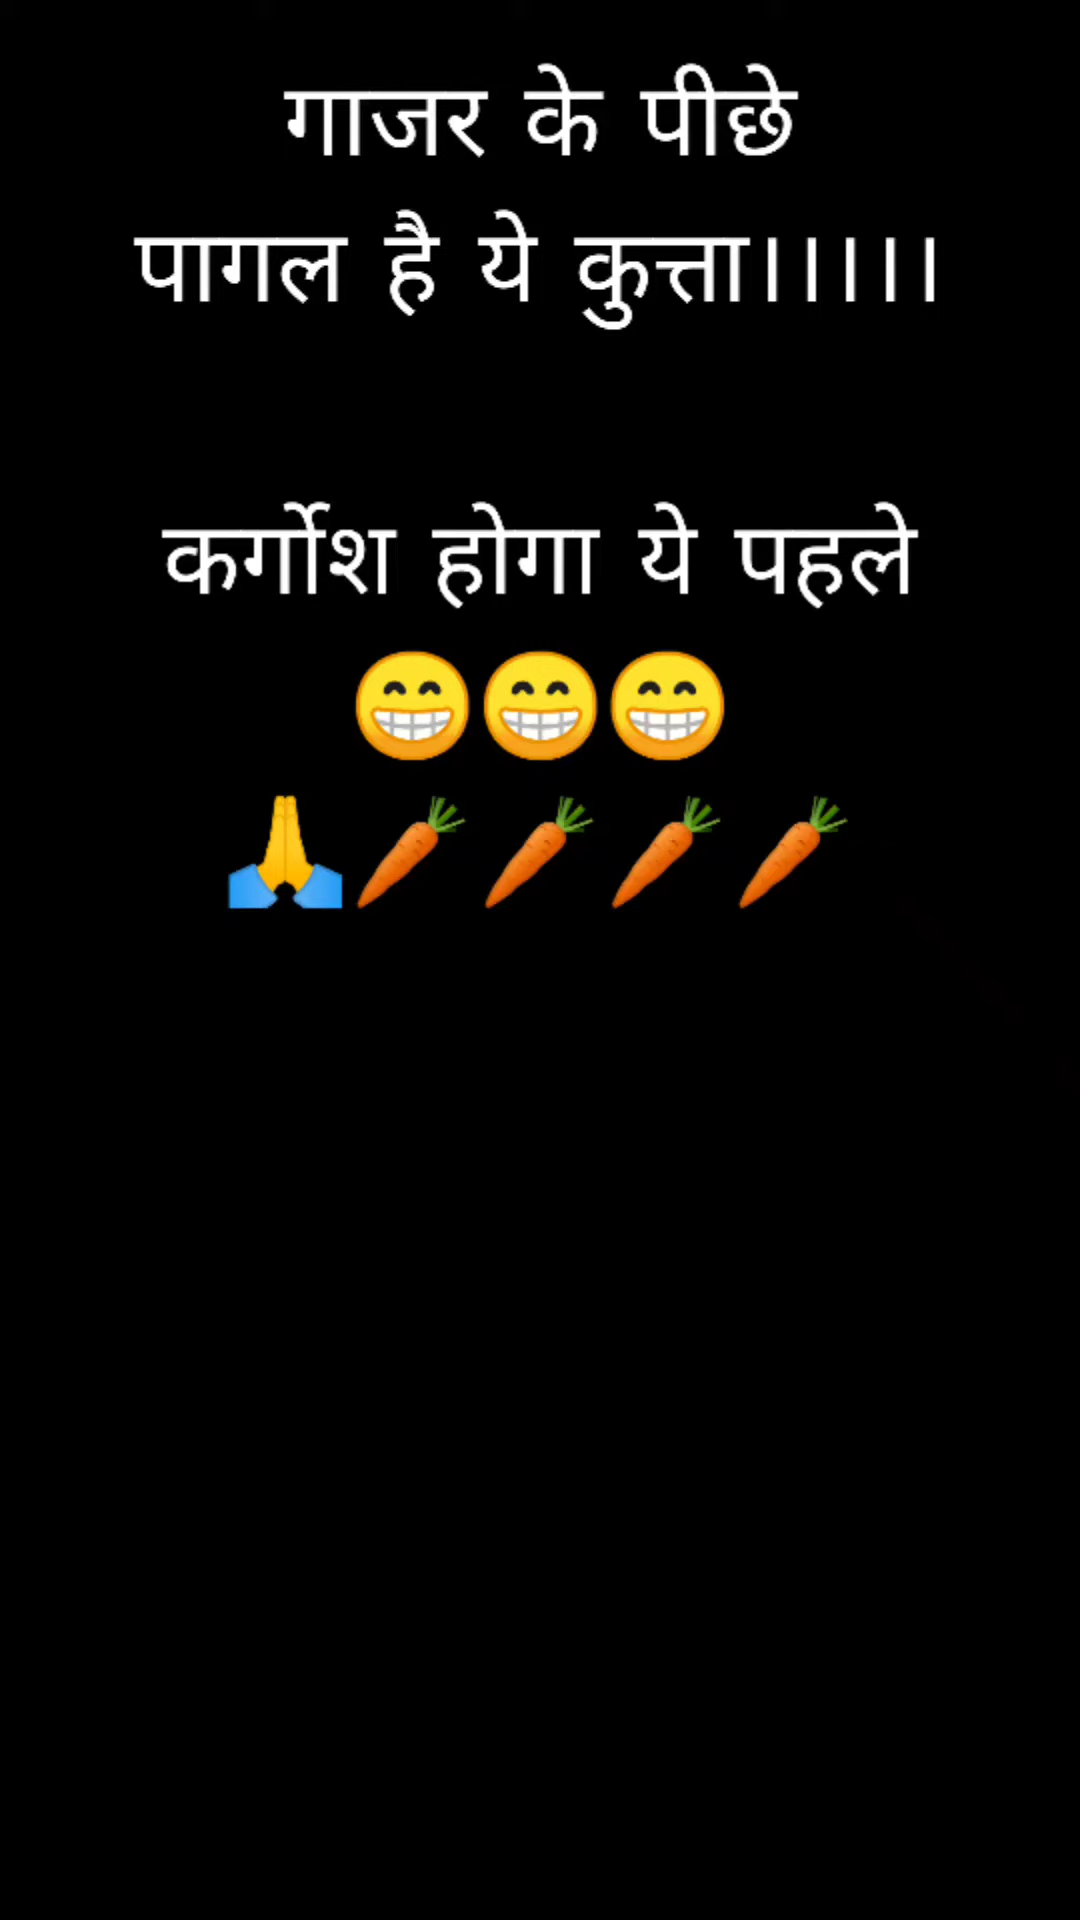 गाजर के पीछे
पागल है ये कुत्ता।।।।।
कर्गोश होगा ये पहले
😁😁😁
🙏🥕🥕🥕🥕